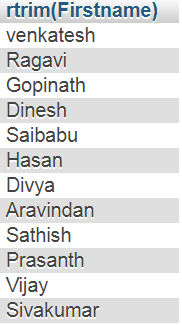 rtrim(Firstname)
venkatesh
Ragavi
Gopinath
Dinesh
Saibabu
Hasan
Divya
Aravindan
Sathish
Prasanth
Vijay
Sivakumar